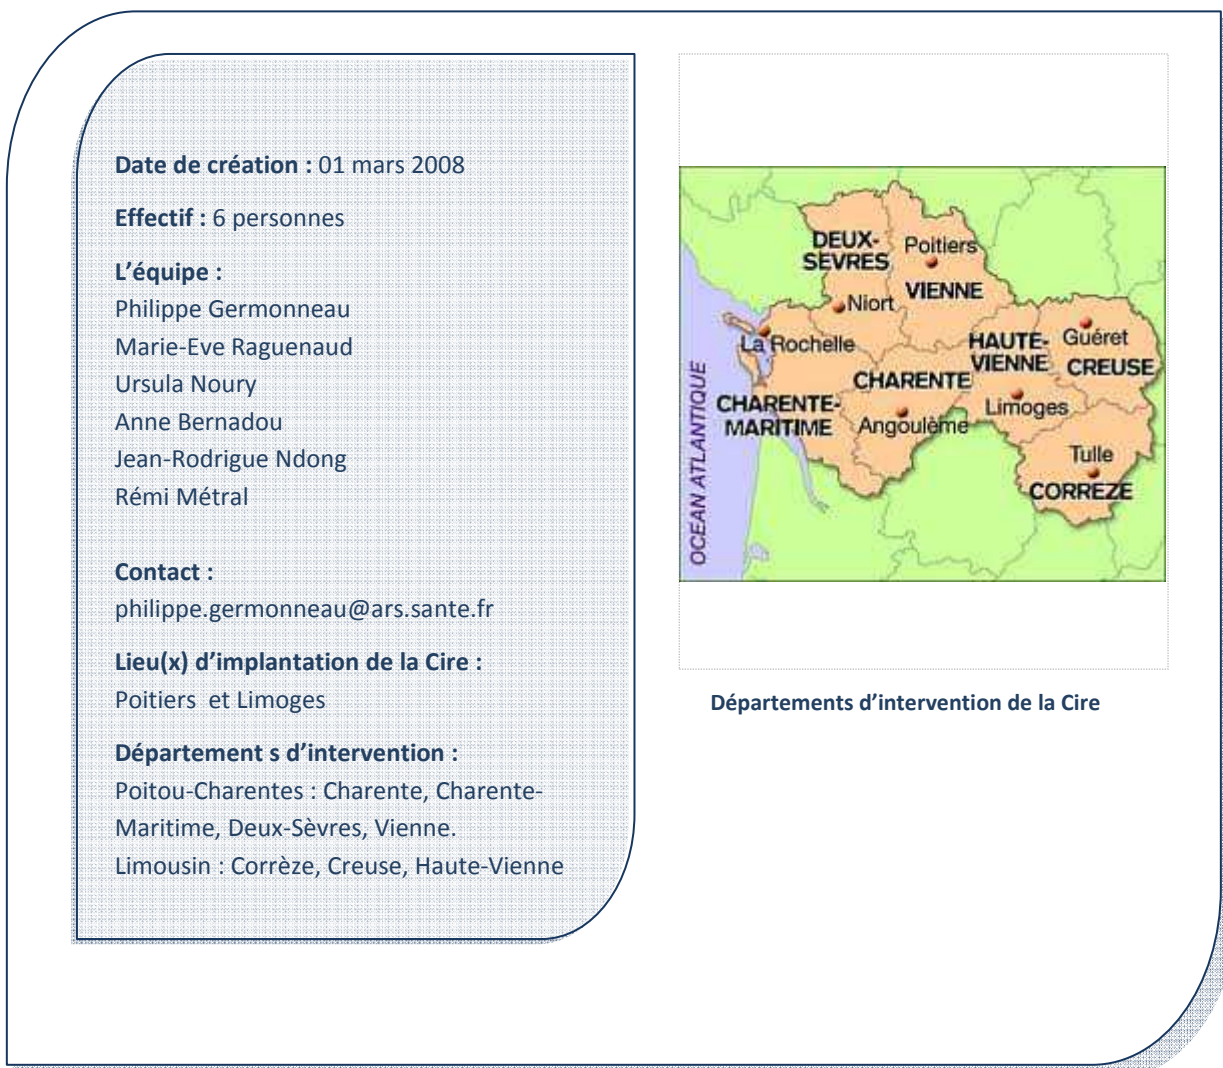 Date de création : 01 mars 2008
Effectif : 6 personnes
L’équipe :
Philippe Germonneau
Marie-Eve Raguenaud
Ursula Noury
Anne Bernadou
Jean-Rodrigue Ndong
Rémi Métral
Contact :
philippe.germonneau@ars.sante.fr
Lieu(x) d’implantation de la Cire :
Poitiers et Limoges
Département s d’intervention :
Poitou-Charentes : Charente, Charente-
Maritime, Deux-Sèvres, Vienne.
Limousin : Corrèze, Creuse, Haute-Vienne
DEUX-
SEVRES
Poitiers
VIENNE
Niort
La Rochelle
HAUTE-
VIENNE
Guéret
CREUSE
CHARENTE
CHARENTE-
MARITIME
Angoulème
Limoges
Tulle
CORREZE
OCEAN ATLANTIQUE
Départements d’intervention de la Cire